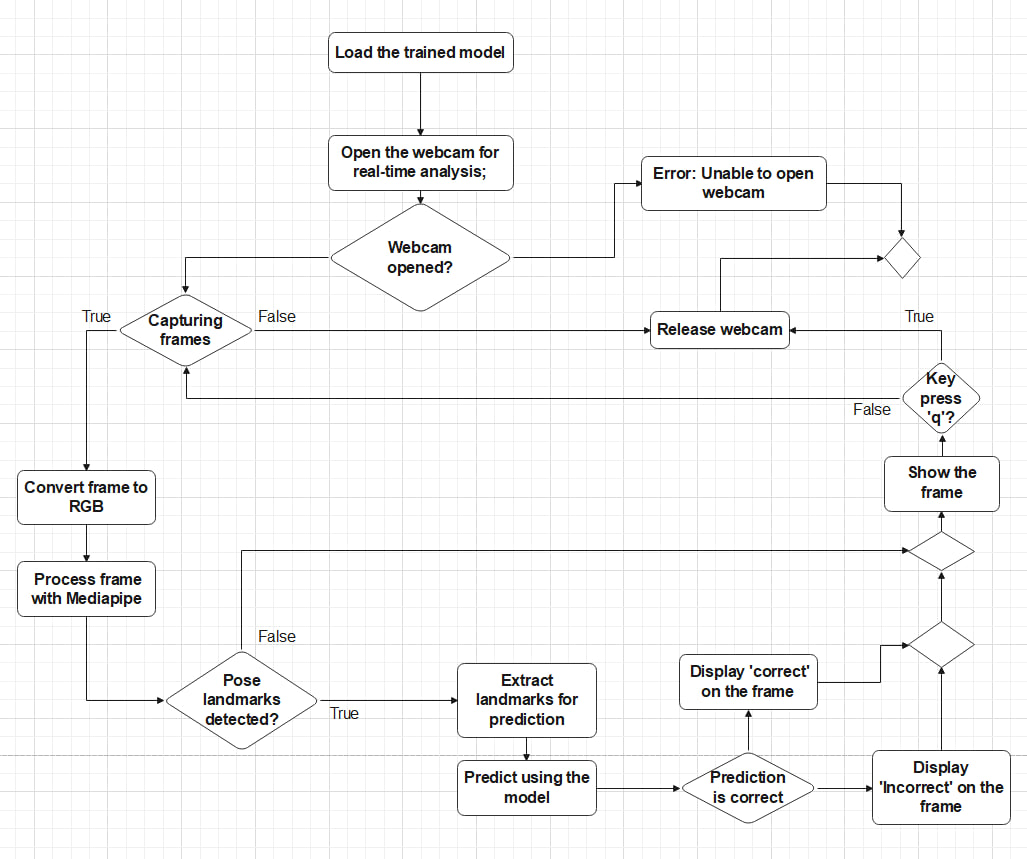 Load the trained model
Open the webcam for
real-time analysis;
Error: Unable to open
webcam
Webcam
opened?
True
Capturing
frames
False
Release webcam
True
Key
press
'q'?
False
Convert frame to
RGB
Show the
frame
Process frame
with Mediapipe
False
Pose
landmarks
detected?
True
Extract
landmarks for
prediction
Display 'correct'
on the frame
Predict using the
model
Prediction
is correct
Display
'Incorrect' on the
frame